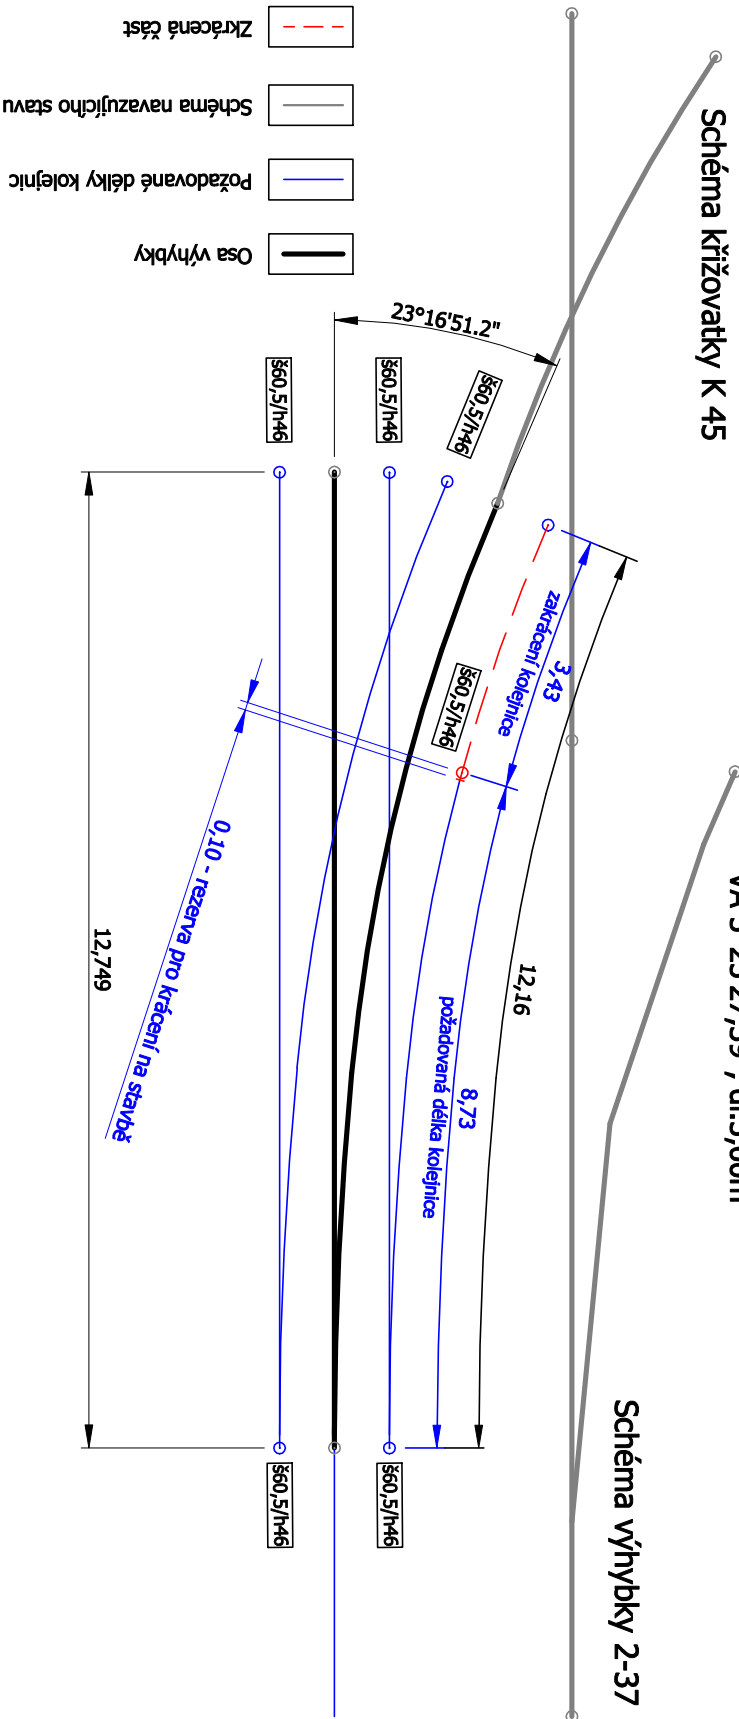 Schéma křižovatky K 45
Schéma výhybky 2-37
Zkrácená část
Schéma navazujícího stavu
Požadované délky kolejnic
Osa výhybky
23°16'51.2"
š60,5/h46
š60,5/h46
š60,5/h46
š60,5/h46
zakrácení kolejnice
3,43
12,16
8,73
požadovaná délka kolejnice
0,10 - rezerva pro krácení na stavbě
12,749
š60,5/h46
š60,5/h46